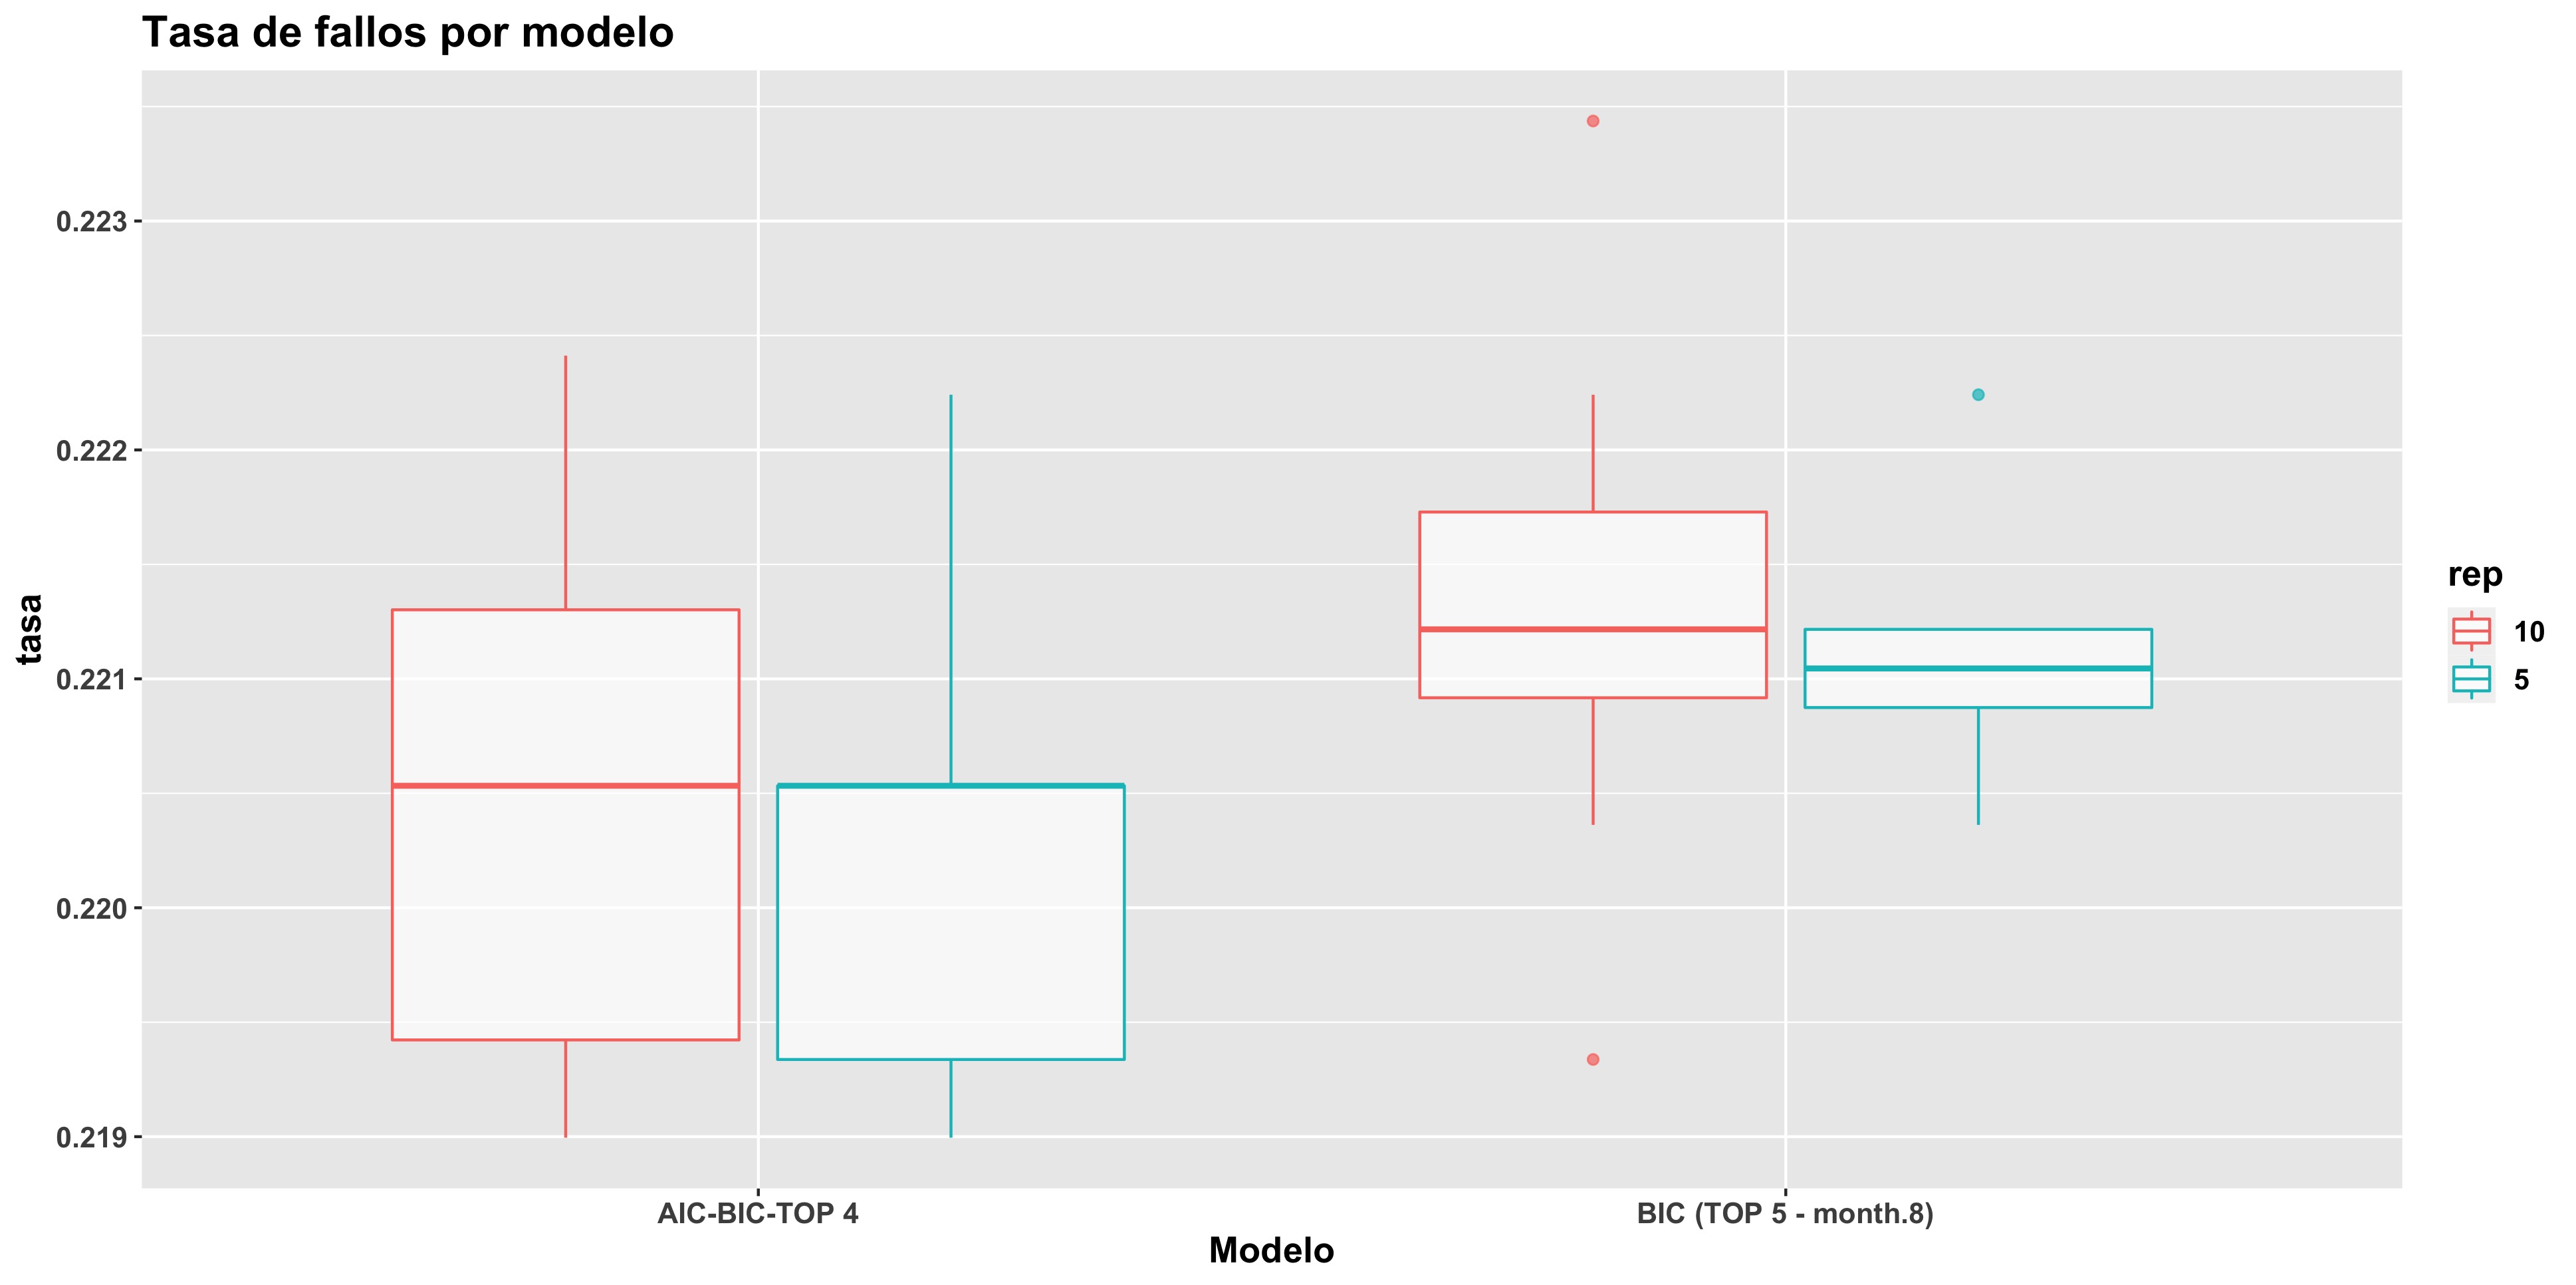 Tasa de fallos por modelo
tasa
0.223
0.222
0.221
0.220
0.219
AIC-BIC-TOP 4
BIC (TOP 5 - month.8)
Modelo
rep
10
5